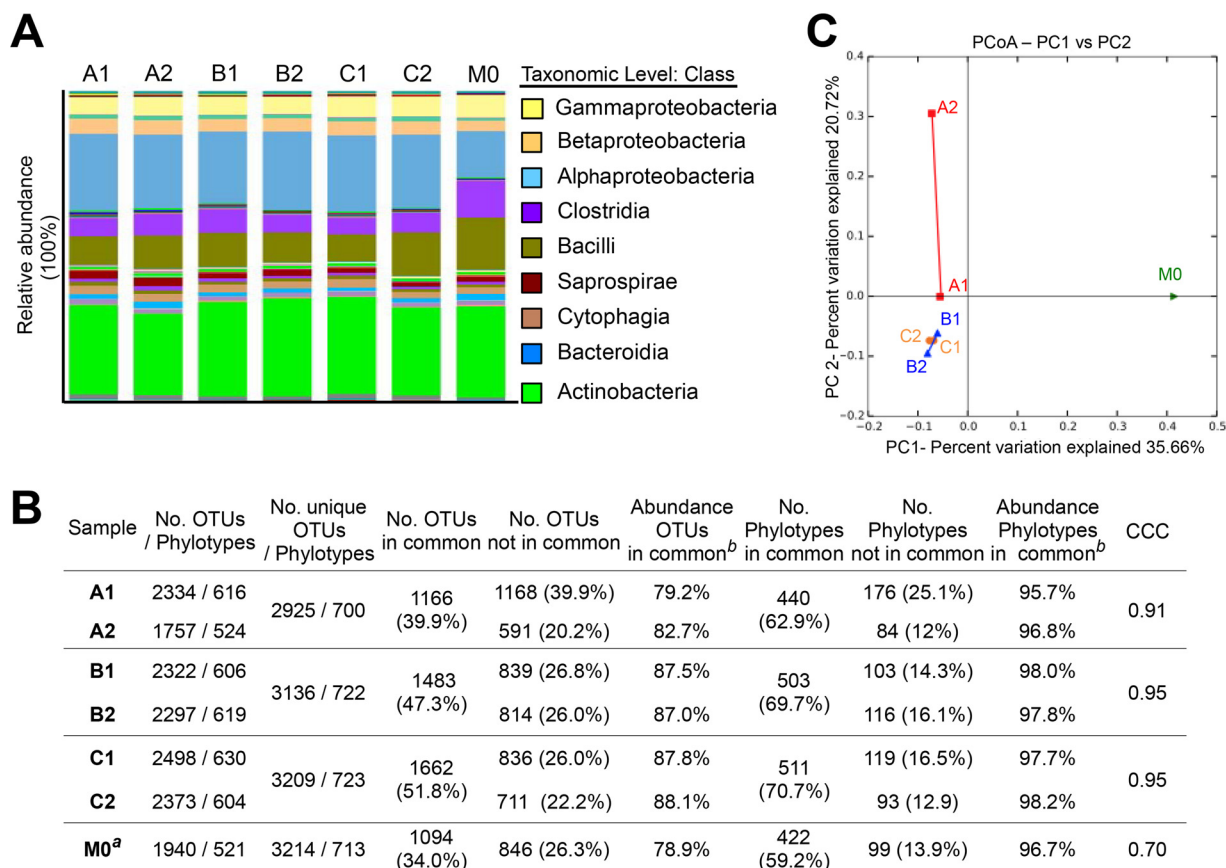 A
A1 A2 B1 B2 C1 C2 M0
Relative abundance
(100%)
Taxonomic Level: Class
Gammaproteobacteria
Betaproteobacteria
Alphaproteobacteria
Clostridia
Bacilli
Saprospirae
Cytophagia
Bacteroidia
Actinobacteria
C
PCoA – PC1 vs PC2
PC 2- Percent variation explained 20.72%
0.4
0.3
0.2
0.1
0.0
−0.1
−0.2
A2
A1
M0
B1
C2
C1
B2
−0.2 −0.1 0.0 0.1 0.2 0.3 0.4 0.5
PC1- Percent variation explained 35.66%
B
Sample
No. OTUs
/ Phylotypes
No. unique
OTUs
/ Phylotypes
No. OTUs
in common
No. OTUs
not in common
Abundance
OTUs
in common b
No.
Phylotypes
in common
No.
Phylotypes
not in common
Abundance
Phylotypes
in common b
CCC
A1 2334 / 616 1168 (39.9%) 79.2% 176 (25.1%) 95.7%
2925 / 700 1166
(39.9%) 440
(62.9%) 0.91
A2 1757 / 524 591 (20.2%) 82.7% 84 (12%) 96.8%
B1 2322 / 606 839 (26.8%) 87.5% 103 (14.3%) 98.0%
3136 / 722 1483
(47.3%) 503
(69.7%) 0.95
B2 2297 / 619 814 (26.0%) 87.0% 116 (16.1%) 97.8%
C1 2498 / 630 836 (26.0%) 87.8% 119 (16.5%) 97.7%
3209 / 723 1662
(51.8%) 511
(70.7%) 0.95
C2 2373 / 604 711 (22.2%) 88.1% 93 (12.9) 98.2%
M0 a 1940 / 521 3214 / 713 1094
(34.0%) 846 (26.3%) 78.9% 422
(59.2%) 99 (13.9%) 96.7% 0.70